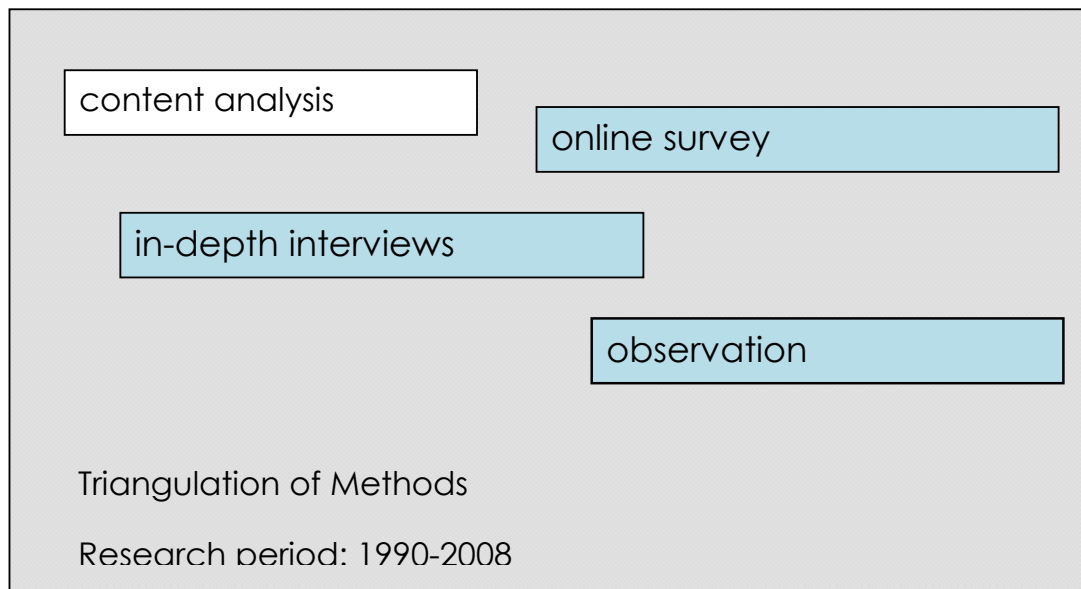 content analysis
online survey
in-depth interviews
observation
Triangulation of Methods
Research period: 1990-2008